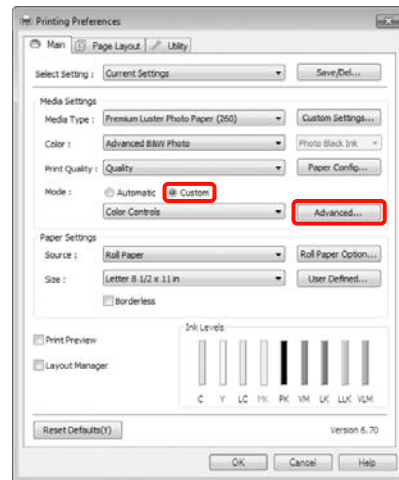 Printing Preferences
Main Page Layout Utility
Select Setting : Current Settings Save/Del...
Media Settings
Media Type : Premium Luster Photo Paper (260) Custom Settings...
Color : Advanced B&W Photo Photo Black Ink
Print Quality : Quality Paper Config...
Mode : Automatic Custom
Color Controls Advanced...
Paper Settings
Source : Roll Paper Roll Paper Option...
Size : Letter 8 1/2 x 11 in User Defined...
Borderless
Print Preview
Layout Manager
Ink Levels
C Y LC MK PK VM LK LLK VLM
Reset Defaults(Y) Version 6.70
OK Cancel Help